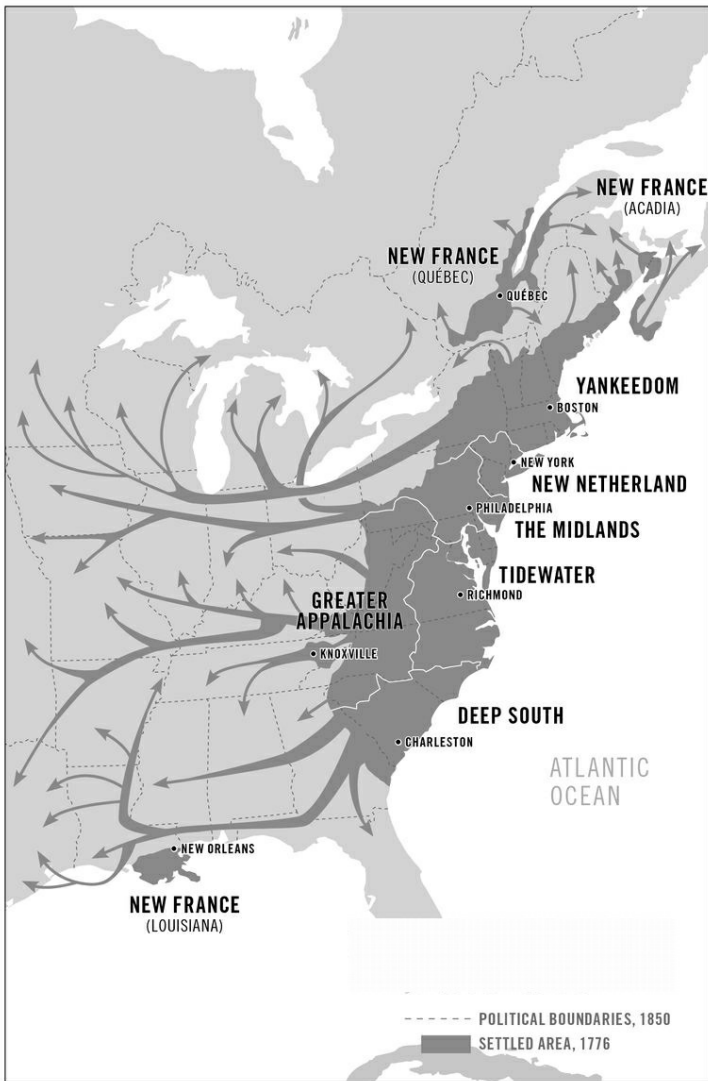 NEW FRANCE
(ACADIA)
NEW FRANCE
(QUÉBEC)
QUÉBEC
YANKEEDOM
BOSTON
NEW YORK
NEW NETHERLAND
PHILADELPHIA
THE MIDLANDS
TIDEWATER
RICHMOND
GREATER
APPALACHIA
KNOXVILLE
DEEP SOUTH
CHARLESTON
ATLANTIC
OCEAN
NEW ORLEANS
NEW FRANCE
(LOUISIANA)
POLITICAL BOUNDARIES, 1850
SETTLED AREA, 1776